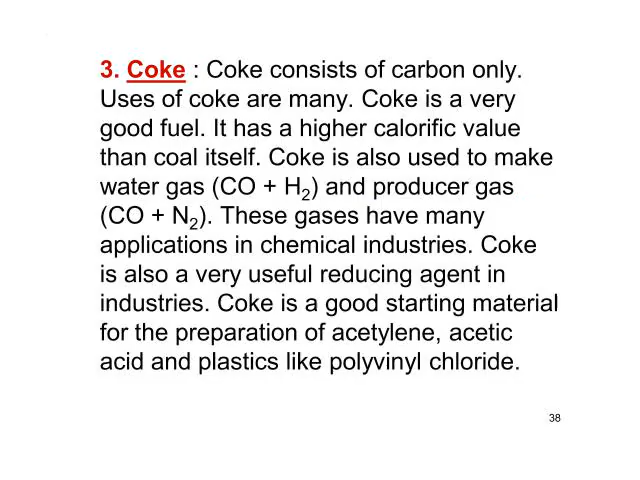 3. Coke : Coke consists of carbon only.
Uses of coke are many. Coke is a very
good fuel. It has a higher calorific value
than coal itself. Coke is also used to make
water gas (CO + H₂) and producer gas
(CO + N₂). These gases have many
applications in chemical industries. Coke
is also a very useful reducing agent in
industries. Coke is a good starting material
for the preparation of acetylene, acetic
acid and plastics like polyvinyl chloride.
38